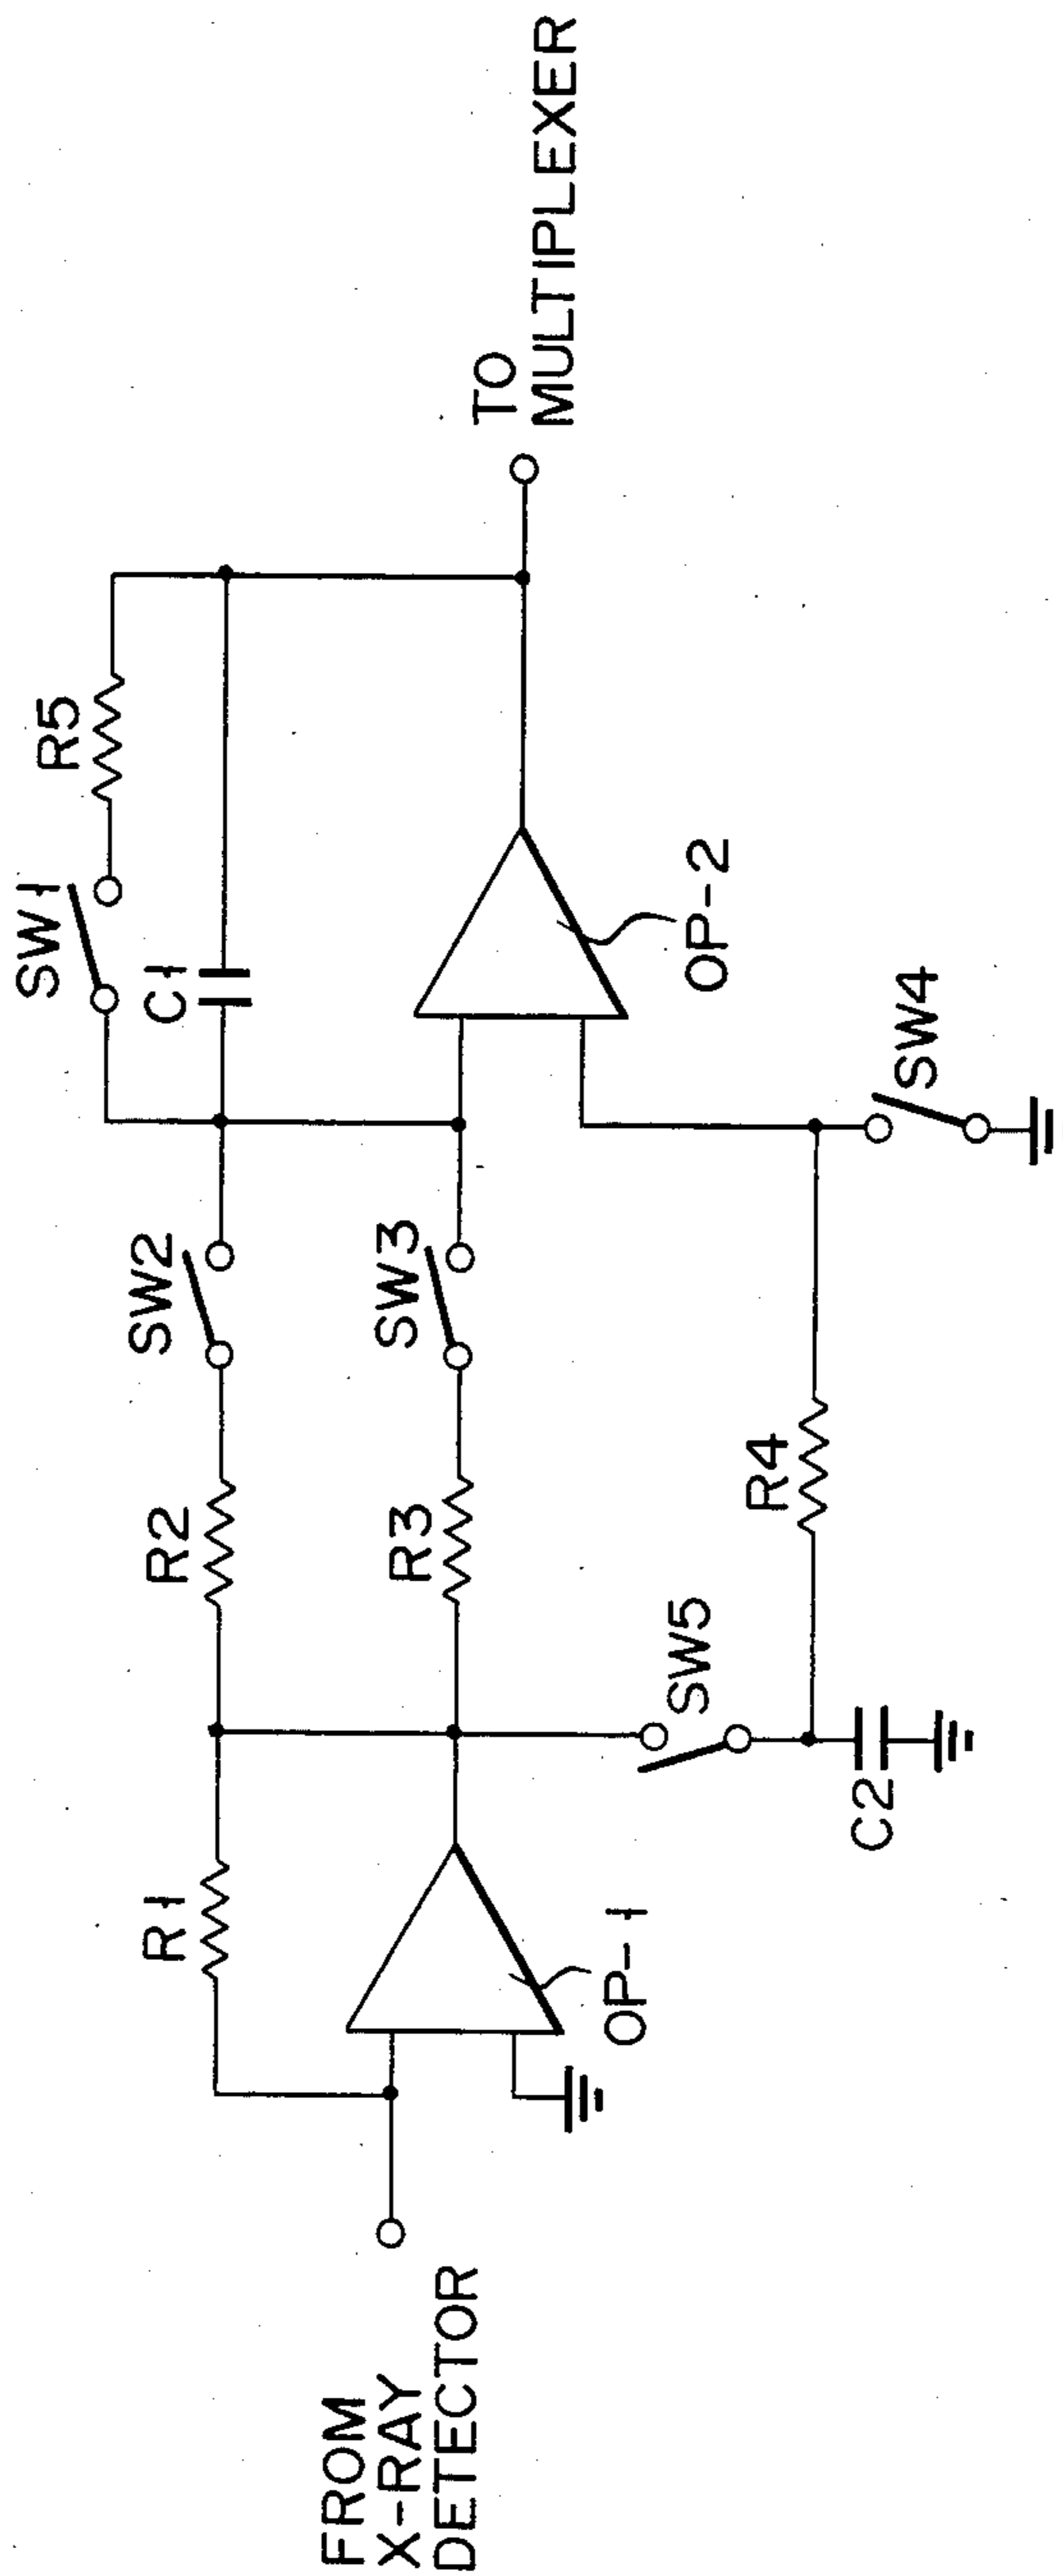 FROM
X-RAY
DETECTOR
R1
OP-1
R2
SW2
R3
SW3
SW5
C2
R4
SW4
SW1
R5
C1
OP-2
TO
MULTIPLEXER